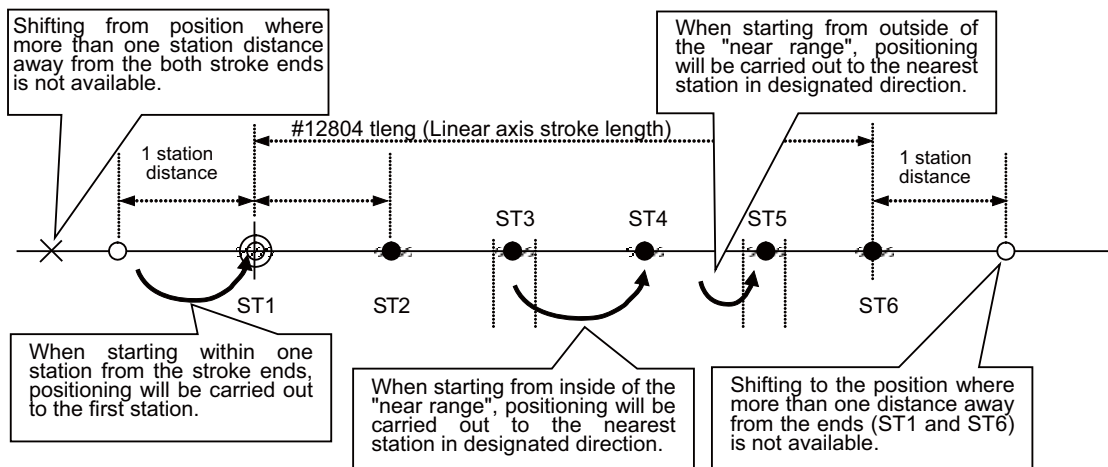 Shifting from position where
more than one station distance
away from the both stroke ends
is not available.
When starting from outside of
the "near range", positioning
will be carried out to the nearest
station in designated direction.
#12804 tleng (Linear axis stroke length)
1 station
distance
1 station
distance
ST3
ST4
ST5
ST1
ST2
ST6
When starting within one
station from the stroke ends,
positioning will be carried out
to the first station.
When starting from inside of the
"near range", positioning will be
carried out to the nearest
station in designated direction.
Shifting to the position where
more than one distance away
from the ends (ST1 and ST6)
is not available.